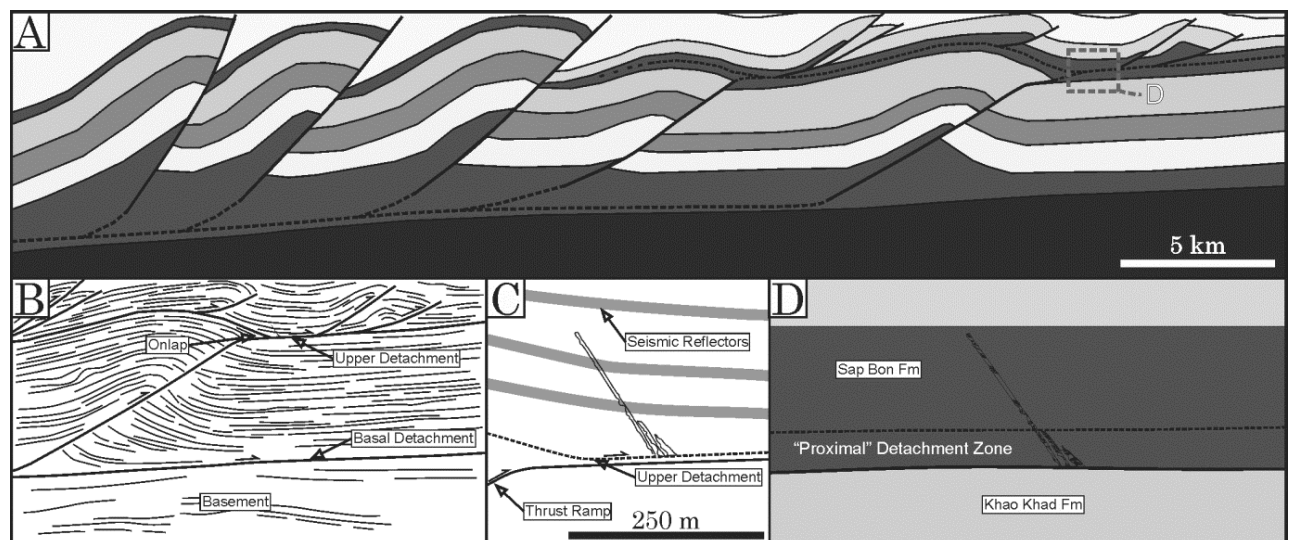 A
D
5 km
B
Onlap
Upper Detachment
Basal Detachment
Basement
C
Seismic Reflectors
Upper Detachment
Thrust Ramp
250 m
D
Sap Bon Fm
“Proximal” Detachment Zone
Khao Khad Fm